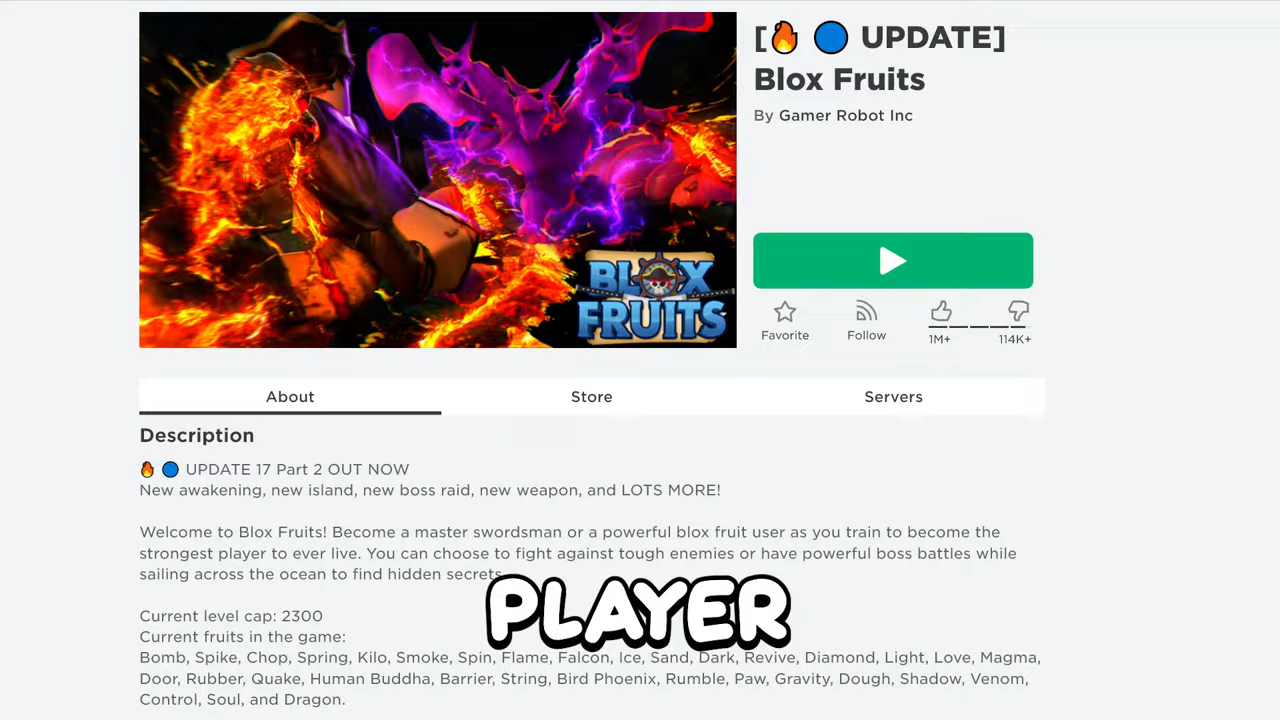 [🔥 🔵 UPDATE]
Blox Fruits
By Gamer Robot Inc
BLOX
FRUITS
Favorite
Follow
1M+
114K+
About
Store
Servers
Description
🔥 🔵 UPDATE 17 Part 2 OUT NOW
New awakening, new island, new boss raid, new weapon, and LOTS MORE!
Welcome to Blox Fruits! Become a master swordsman or a powerful blox fruit user as you train to become the
strongest player to ever live. You can choose to fight against tough enemies or have powerful boss battles while
sailing across the ocean to find hidden secrets
PLAYER
Current level cap: 2300
Current fruits in the game:
Bomb, Spike, Chop, Spring, Kilo, Smoke, Spin, Flame, Falcon, Ice, Sand, Dark, Revive, Diamond, Light, Love, Magma,
Door, Rubber, Quake, Human Buddha, Barrier, String, Bird Phoenix, Rumble, Paw, Gravity, Dough, Shadow, Venom,
Control, Soul, and Dragon.